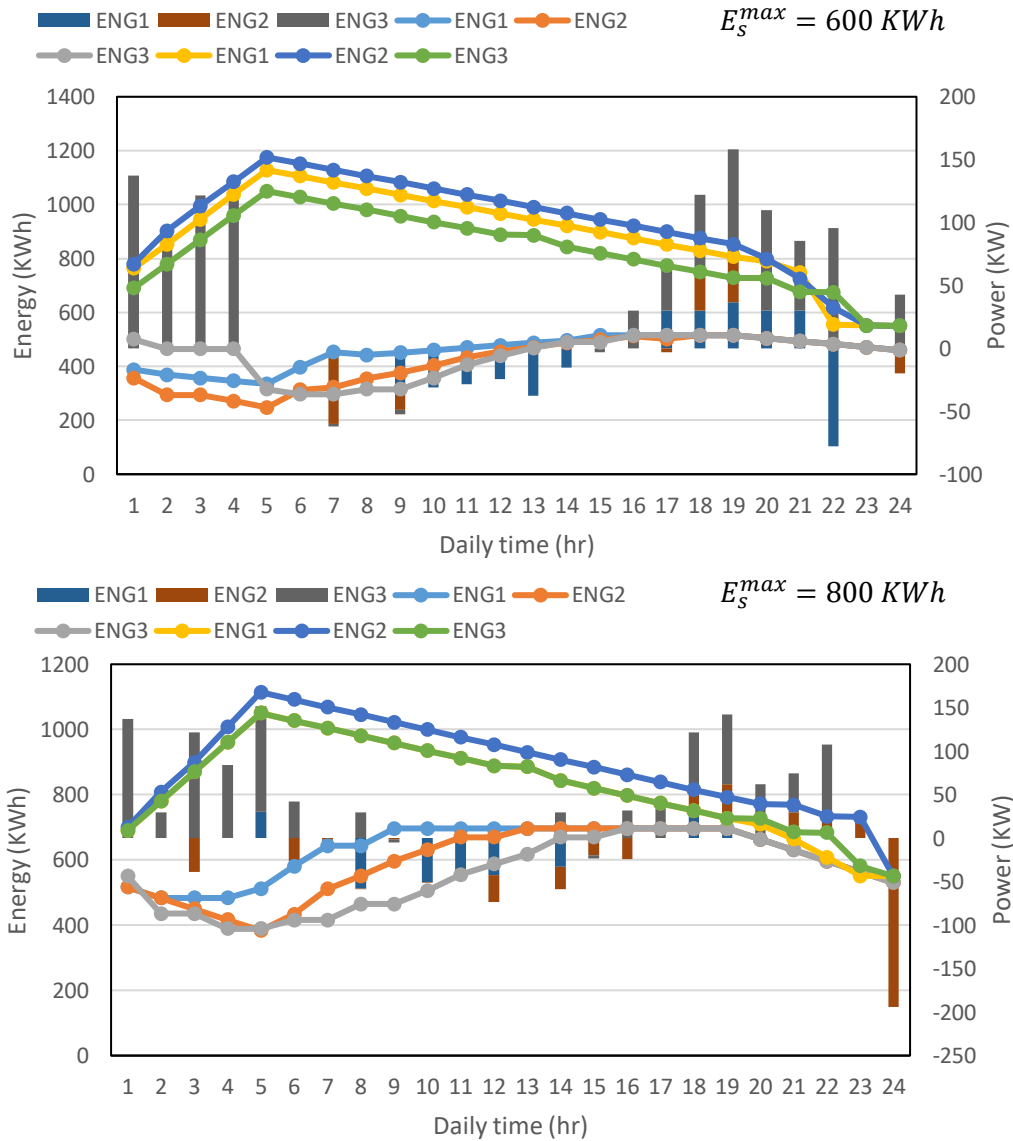 ENG1 ENG2 ENG3 ENG1 ENG2
ENG3 ENG1 ENG2 ENG3
E_s^max = 600 KWh
1400
1200
1000
800
600
400
200
0
Energy (KWh)
200
150
100
50
0
-50
-100
Power (KW)
1 2 3 4 5 6 7 8 9 10 11 12 13 14 15 16 17 18 19 20 21 22 23 24
Daily time (hr)
ENG1 ENG2 ENG3 ENG1 ENG2
ENG3 ENG1 ENG2 ENG3
E_s^max = 800 KWh
1200
1000
800
600
400
200
0
Energy (KWh)
200
150
100
50
0
-50
-100
-150
-200
-250
Power (KW)
1 2 3 4 5 6 7 8 9 10 11 12 13 14 15 16 17 18 19 20 21 22 23 24
Daily time (hr)